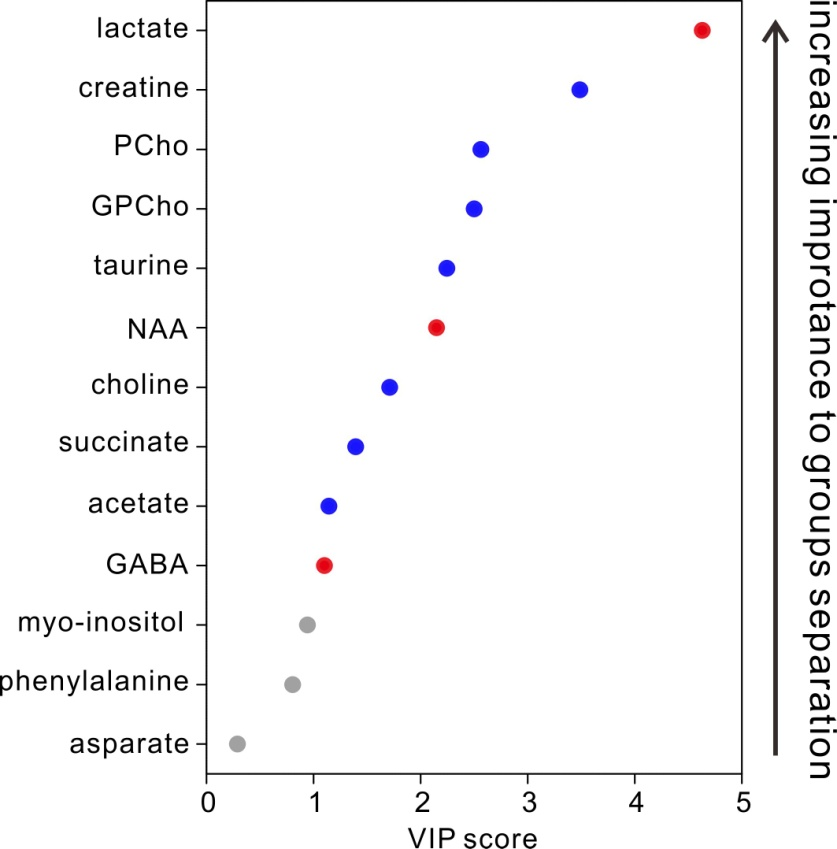 lactate
creatine
PCho
GPCho
taurine
NAA
choline
succinate
acetate
GABA
myo-inositol
phenylalanine
asparate
0 1 2 3 4 5
VIP score
increasing improtance to groups separation